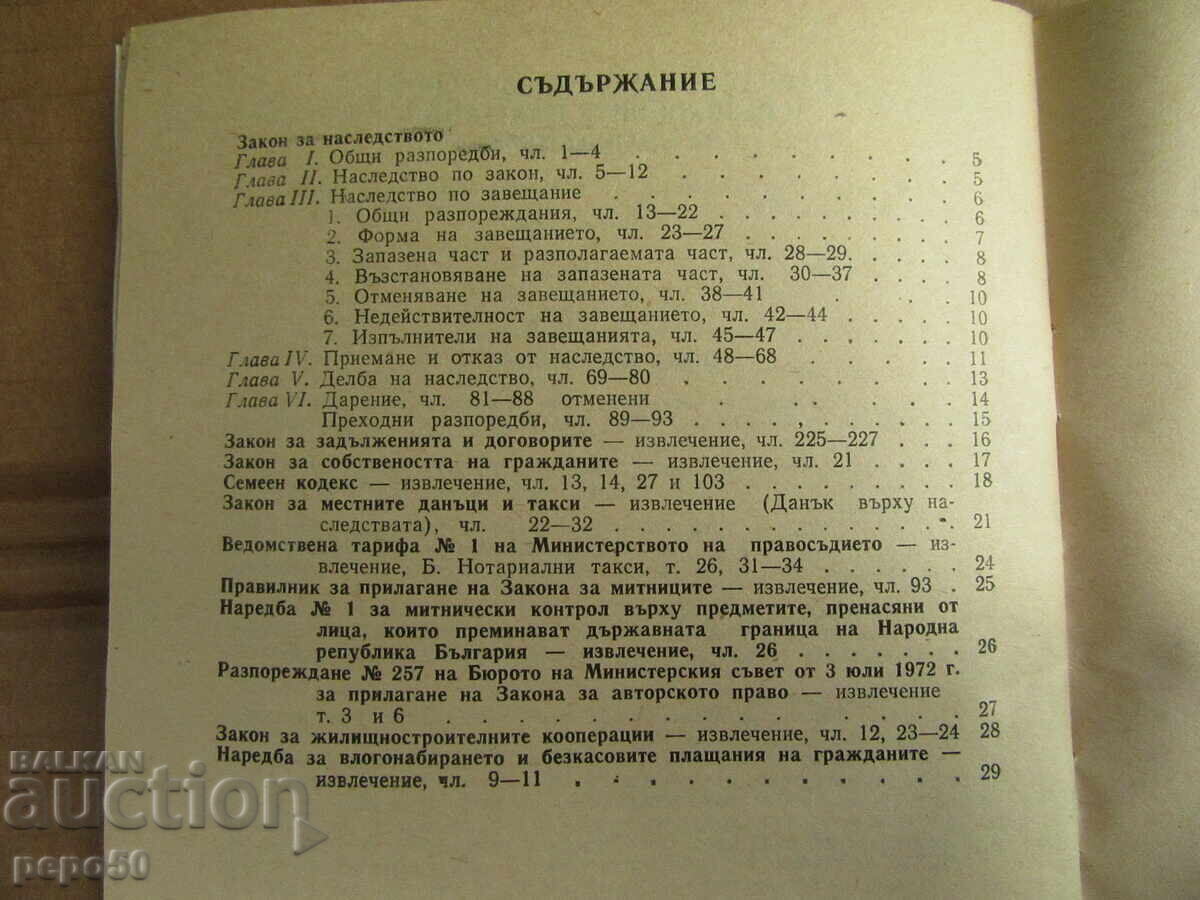 СЪДЪРЖАНИЕ
Закон за наследството
Глава I. Общи разпоредби, чл. 1—4 . . . . . . . . . 5
Глава II. Наследство по закон, чл. 5—12 . . . . . . . . 5
Глава III. Наследство по завещание . . . . . . . . . 6
1. Общи разпореждания, чл. 13—22 . . . . . . . . . 6
2. Форма на завещанието, чл. 23—27 . . . . . . . . 7
3. Запазена част и разполагаемата част, чл. 28—29. . . . . 8
4. Възстановяване на запазената част, чл. 30—37 . . . . 8
5. Отменяване на завещанието, чл. 38—41 . . . 10
6. Недействителност на завещанието, чл. 42—44 . . . . . 10
7. Изпълнители на завещанията, чл. 45—47 . . . . . . . 10
Глава IV. Приемане и отказ от наследство, чл. 48—68 . . . . . 11
Глава V. Делба на наследство, чл. 69—80 . . . . . . . . 13
Глава VI. Дарение, чл. 81—88 отменени . . . . . . 14
Преходни разпоредби, чл. 89—93 . . . . . . . . . . 15
Закон за задълженията и договорите — извлечение, чл. 225—227 . . . 16
Закон за собствеността на гражданите — извлечение, чл. 21 . . . . 17
Семеен кодекс — извлечение, чл. 13, 14, 27 и 103 . . . . . . . . . 18
Закон за местните данъци и такси — извлечение (Данък върху на-
следствата), чл. 22—32 . . . . . . . . . . . . . 21
Ведомствена тарифа № 1 на Министерството на правосъдието — из-
влечение, Б. Нотариални такси, т. 26, 31—34 . . . . . . 24
Правилник за прилагане на Закона за митниците — извлечение, чл. 93 . 25
Наредба № 1 за митнически контрол върху предметите, пренасяни от
лица, които преминават държавната граница на Народна
република България — извлечение, чл. 26 . . . . . . . 26
Разпореждане № 257 на Бюрото на Министерския съвет от 3 юли 1972 г.
за прилагане на Закона за авторското право — извлечение
т. 3 и 6 . . . . . . . . . . . . . 27
Закон за жилищностроителните кооперации — извлечение, чл. 12, 23—24 28
Наредба за влогонабирането и безкасовите плащания на гражданите —
извлечение, чл. 9—11 . . . . . . . . . . . 29
BALKAN
auction
pepo50